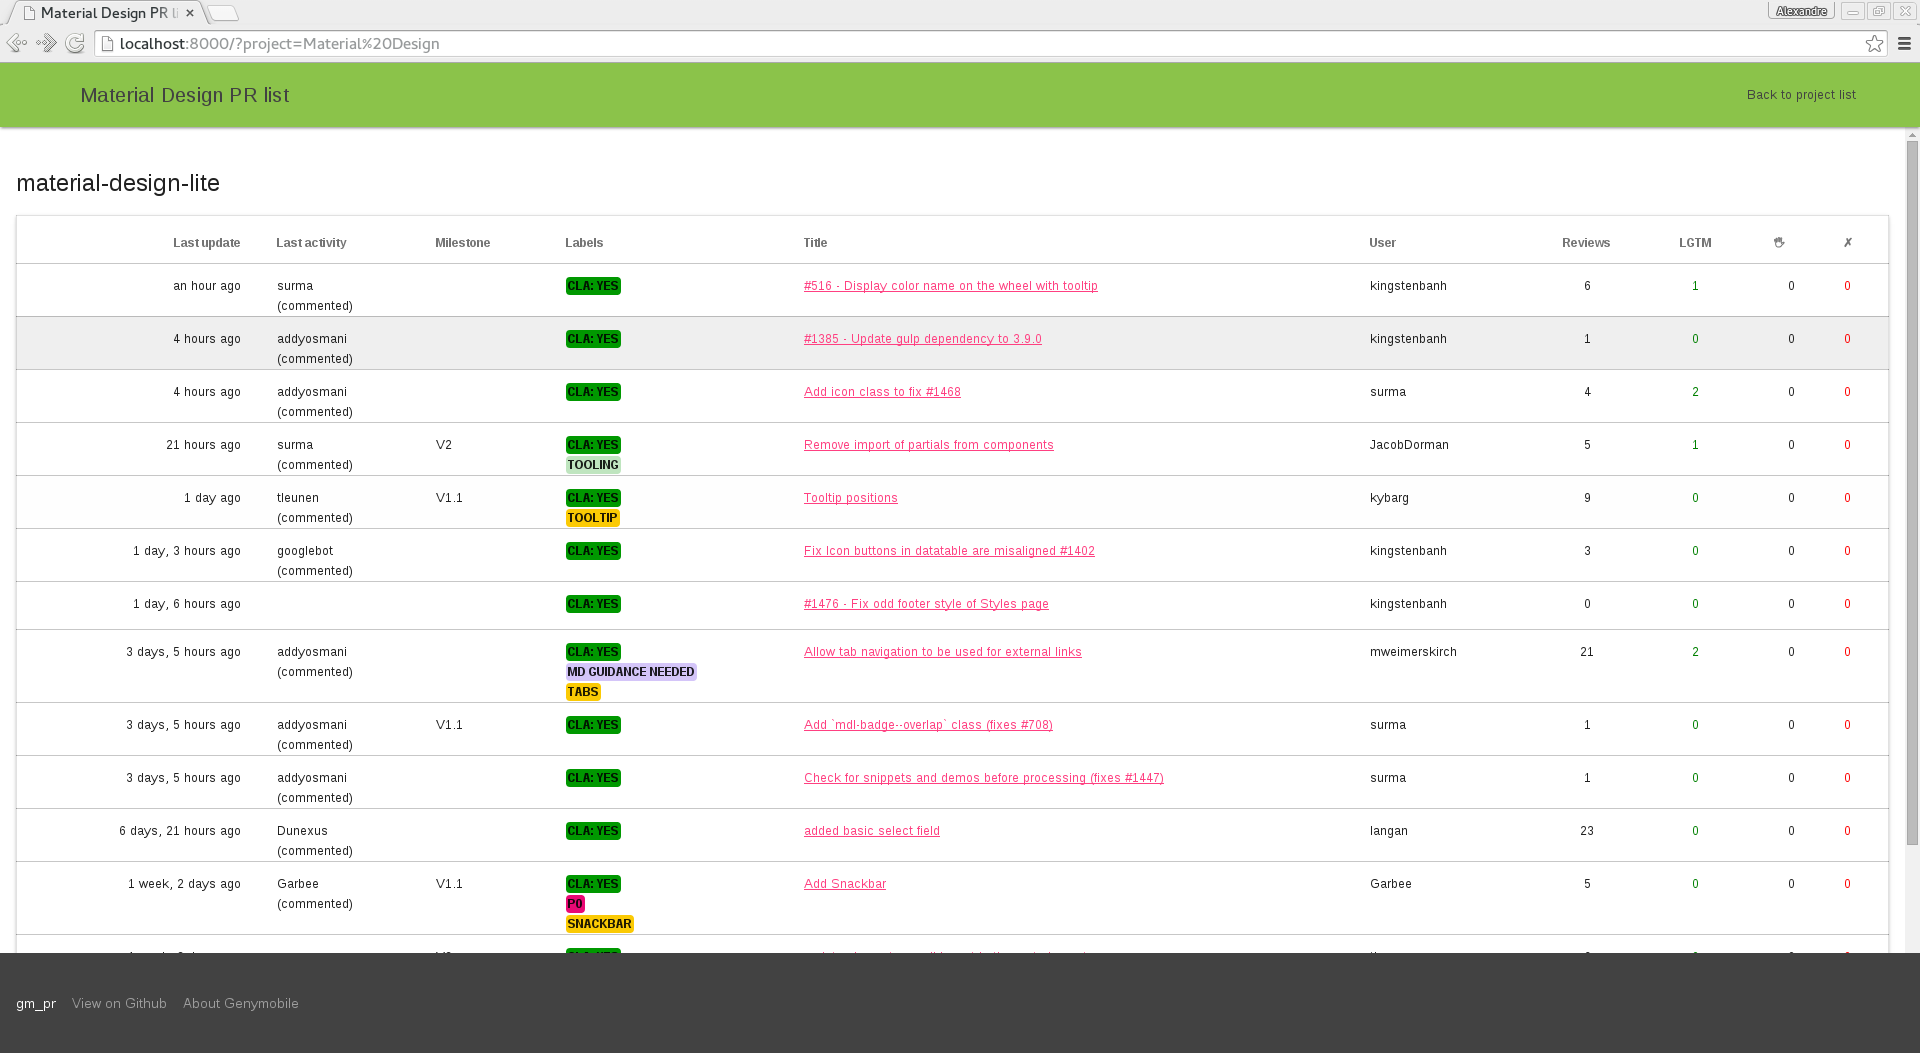 Material Design PR li
Alexandre
localhost:8000/?project=Material%20Design
Material Design PR list
Back to project list
material-design-lite
Last update Last activity Milestone Labels Title User Reviews LGTM 🖐 ✗
an hour ago surma CLA: YES #516 - Display color name on the wheel with tooltip kingstenbanh 6 1 0 0
(commented)
4 hours ago addyosmani CLA: YES #1385 - Update gulp dependency to 3.9.0 kingstenbanh 1 0 0 0
(commented)
4 hours ago addyosmani CLA: YES Add icon class to fix #1468 surma 4 2 0 0
(commented)
21 hours ago surma V2 CLA: YES Remove import of partials from components JacobDorman 5 1 0 0
(commented) TOOLING
1 day ago tleunen V1.1 CLA: YES Tooltip positions kybarg 9 0 0 0
(commented) TOOLTIP
1 day, 3 hours ago googlebot CLA: YES Fix Icon buttons in datatable are misaligned #1402 kingstenbanh 3 0 0 0
(commented)
1 day, 6 hours ago CLA: YES #1476 - Fix odd footer style of Styles page kingstenbanh 0 0 0 0
3 days, 5 hours ago addyosmani CLA: YES Allow tab navigation to be used for external links mweimerskirch 21 2 0 0
(commented) MD GUIDANCE NEEDED
TABS
3 days, 5 hours ago addyosmani V1.1 CLA: YES Add `mdl-badge--overlap` class (fixes #708) surma 1 0 0 0
(commented)
3 days, 5 hours ago addyosmani CLA: YES Check for snippets and demos before processing (fixes #1447) surma 1 0 0 0
(commented)
6 days, 21 hours ago Dunexus CLA: YES added basic select field langan 23 0 0 0
(commented)
1 week, 2 days ago Garbee V1.1 CLA: YES Add Snackbar Garbee 5 0 0 0
(commented) P0
SNACKBAR
gm_pr View on Github About Genymobile